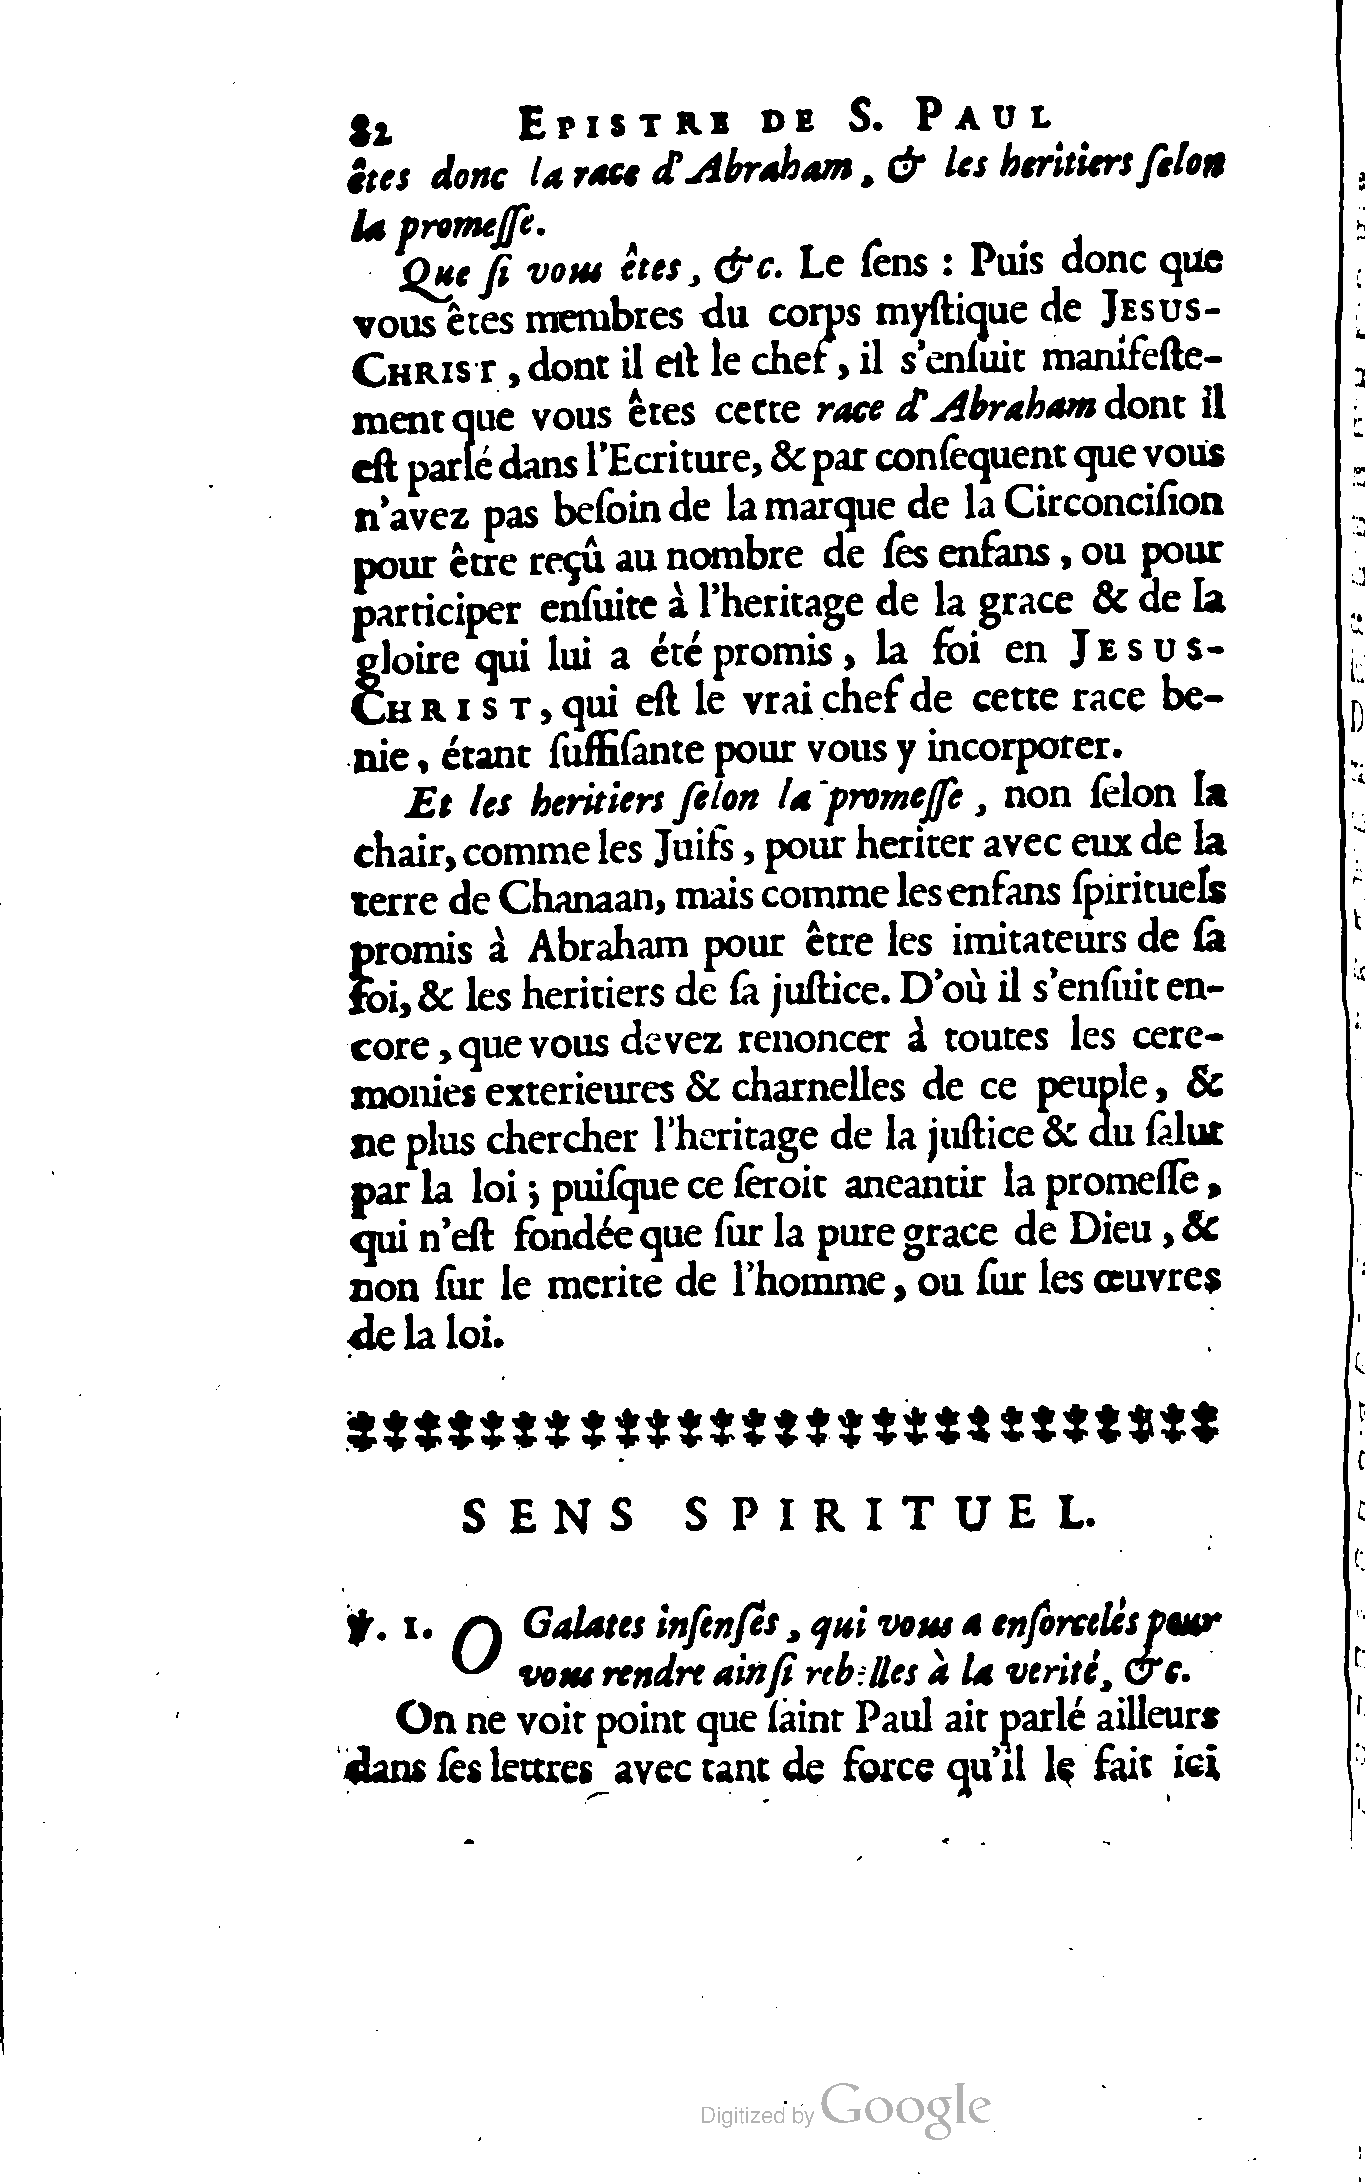 82 EPISTRE DE S. PAUL
êtes donc la race d'Abraham, & les heritiers ſelon
la promeſſe.
Que ſi vous êtes, &c. Le ſens : Puis donc que
vous êtes membres du corps myſtique de JESUS-
CHRIST, dont il eſt le chef, il s'enſuit manifeſte-
ment que vous êtes cette race d'Abraham dont il
eſt parlé dans l'Ecriture, & par conſequent que vous
n'avez pas beſoin de la marque de la Circonciſion
pour être reçû au nombre de ſes enfans, ou pour
participer enſuite à l'heritage de la grace & de la
gloire qui lui a été promis, la foi en JESUS-
CHRIST, qui eſt le vrai chef de cette race be-
nie, étant ſuffiſante pour vous y incorporer.
Et les heritiers ſelon la promeſſe, non ſelon la
chair, comme les Juifs, pour heriter avec eux de la
terre de Chanaan, mais comme les enfans ſpirituels
promis à Abraham pour être les imitateurs de ſa
foi, & les heritiers de ſa juſtice. D'où il s'enſuit en-
core, que vous devez renoncer à toutes les cere-
monies exterieures & charnelles de ce peuple, &
ne plus chercher l'heritage de la juſtice & du ſalut
par la loi ; puiſque ce ſeroit aneantir la promeſſe,
qui n'eſt fondée que ſur la pure grace de Dieu, &
non ſur le merite de l'homme, ou ſur les œuvres
de la loi.
SENS SPIRITUEL.
℣. 1. O Galates inſenſés, qui vous a enſorcelés pour
vous rendre ainſi rebelles à la verité, &c.
On ne voit point que ſaint Paul ait parlé ailleurs
dans ſes lettres avec tant de force qu'il le fait ici
Digitized by Google